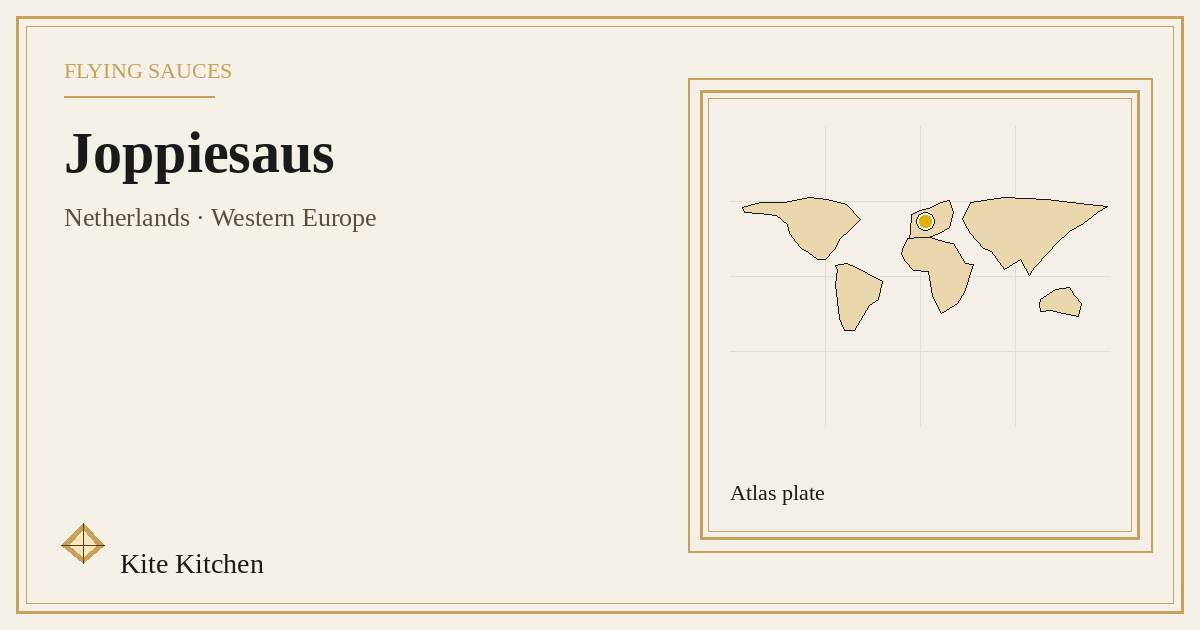 FLYING SAUCES
Joppiesaus
Netherlands · Western Europe
Atlas plate
Kite Kitchen